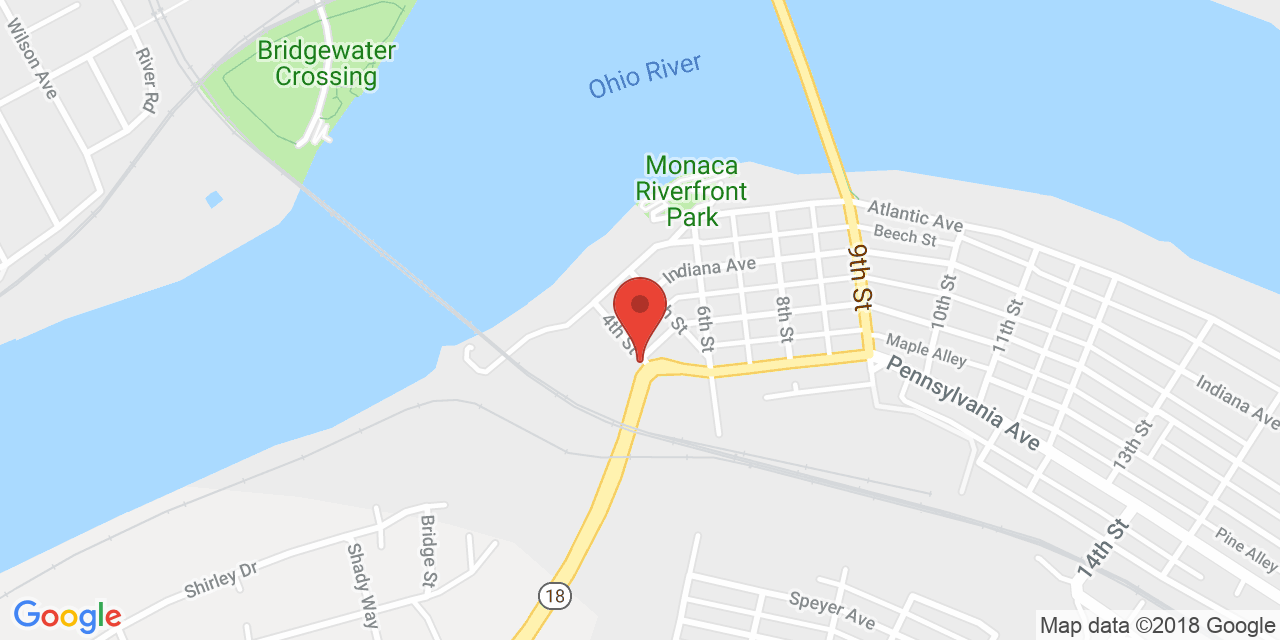 Wilson Ave
River Rd
Bridgewater
Crossing
Ohio River
Monaca
Riverfront
Park
Atlantic Ave
Beech St
9th St
Indiana Ave
h St
4th St
6th St
8th St
10th St
11th St
Maple Alley
Pennsylvania Ave
Indiana Ave
13th St
14th St
Pine Alley
Bridge St
Shady Way
Shirley Dr
18
Speyer Ave
Google
Map data ©2018 Google